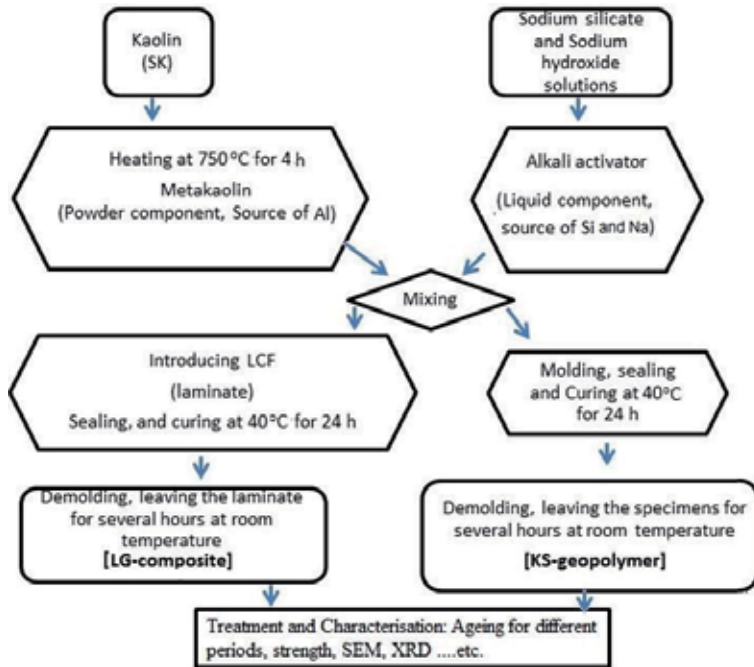 Kaolin
(SK)
Sodium silicate
and Sodium
hydroxide
solutions
Heating at 750°C for 4 h
Metakaolin
(Powder component, Source of Al)
Alkali activator
(Liquid component,
source of Si and Na)
Mixing
Introducing LCF
(laminate)
Sealing, and curing at 40°C for 24 h
Molding, sealing
and Curing at 40°C
for 24 h
Demolding, leaving the laminate
for several hours at room
temperature
[LG-composite]
Demolding, leaving the specimens for
several hours at room temperature
[KS-geopolymer]
Treatment and Characterisation: Ageing for different
periods, strength, SEM, XRD ....etc.